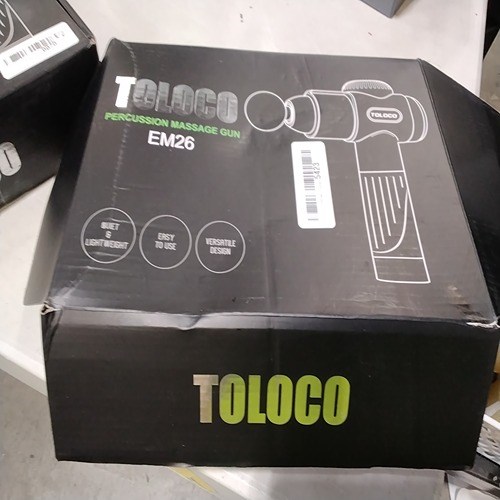 TOLOCO
PERCUSSION MASSAGE GUN
EM26
TOLOCO
QUIET
&
LIGHTWEIGHT
EASY
TO USE
VERSATILE
DESIGN
TOLOCO